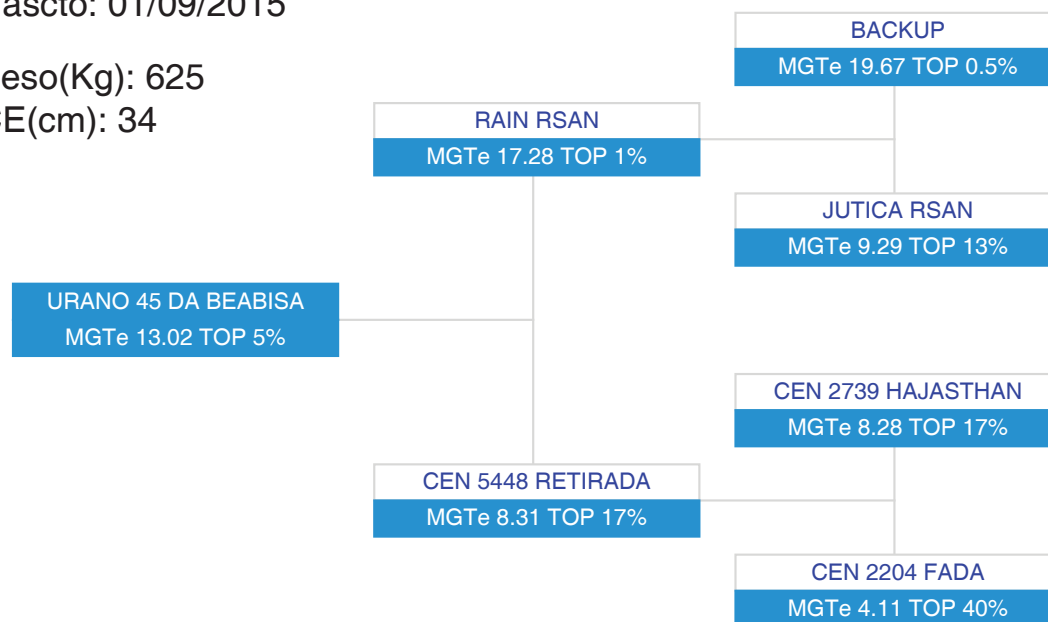 ascto: 01/09/2015
eso(Kg): 625
E(cm): 34
BACKUP
MGTe 19.67 TOP 0.5%
RAIN RSAN
MGTe 17.28 TOP 1%
JUTICA RSAN
MGTe 9.29 TOP 13%
URANO 45 DA BEABISA
MGTe 13.02 TOP 5%
CEN 2739 HAJASTHAN
MGTe 8.28 TOP 17%
CEN 5448 RETIRADA
MGTe 8.31 TOP 17%
CEN 2204 FADA
MGTe 4.11 TOP 40%